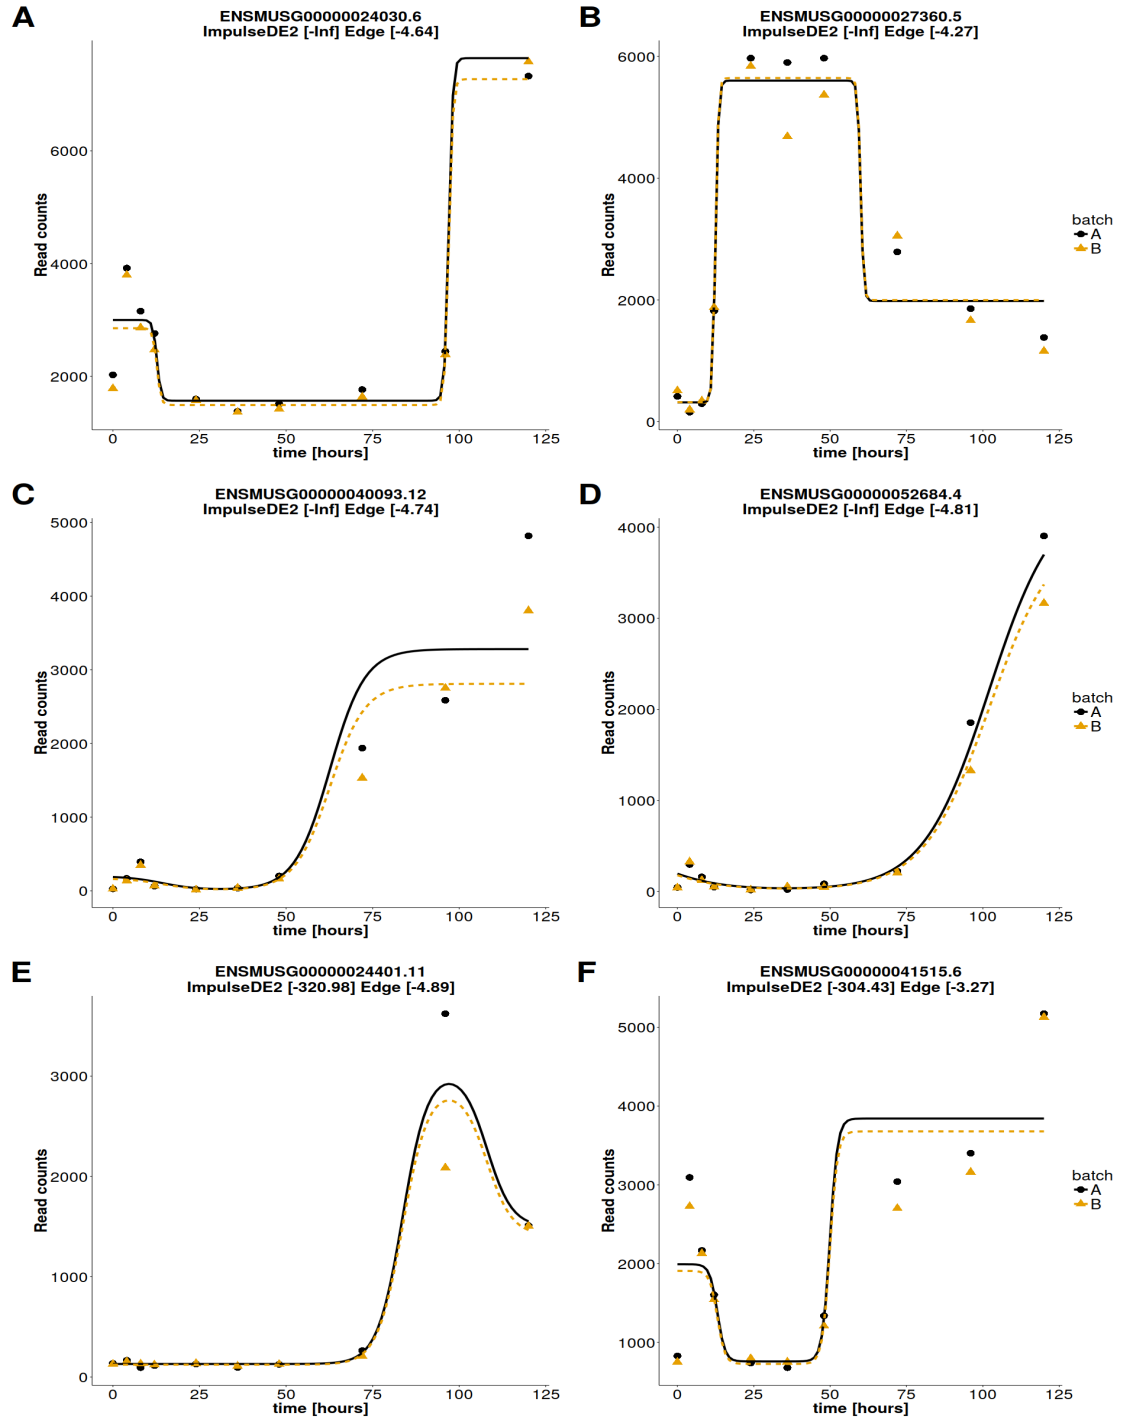 A
ENSMUSG00000024030.6
ImpulseDE2 [-Inf] Edge [-4.64]
Read counts
6000
4000
2000
0
25
50
75
100
125
time [hours]
B
ENSMUSG00000027360.5
ImpulseDE2 [-Inf] Edge [-4.27]
Read counts
6000
4000
2000
0
0
25
50
75
100
125
time [hours]
batch
A
B
C
ENSMUSG00000040093.12
ImpulseDE2 [-Inf] Edge [-4.74]
Read counts
5000
4000
3000
2000
1000
0
0
25
50
75
100
125
time [hours]
D
ENSMUSG00000052684.4
ImpulseDE2 [-Inf] Edge [-4.81]
Read counts
4000
3000
2000
1000
0
0
25
50
75
100
125
time [hours]
batch
A
B
E
ENSMUSG00000024401.11
ImpulseDE2 [-320.98] Edge [-4.89]
Read counts
3000
2000
1000
0
0
25
50
75
100
125
time [hours]
F
ENSMUSG00000041515.6
ImpulseDE2 [-304.43] Edge [-3.27]
Read counts
5000
4000
3000
2000
1000
0
25
50
75
100
125
time [hours]
batch
A
B